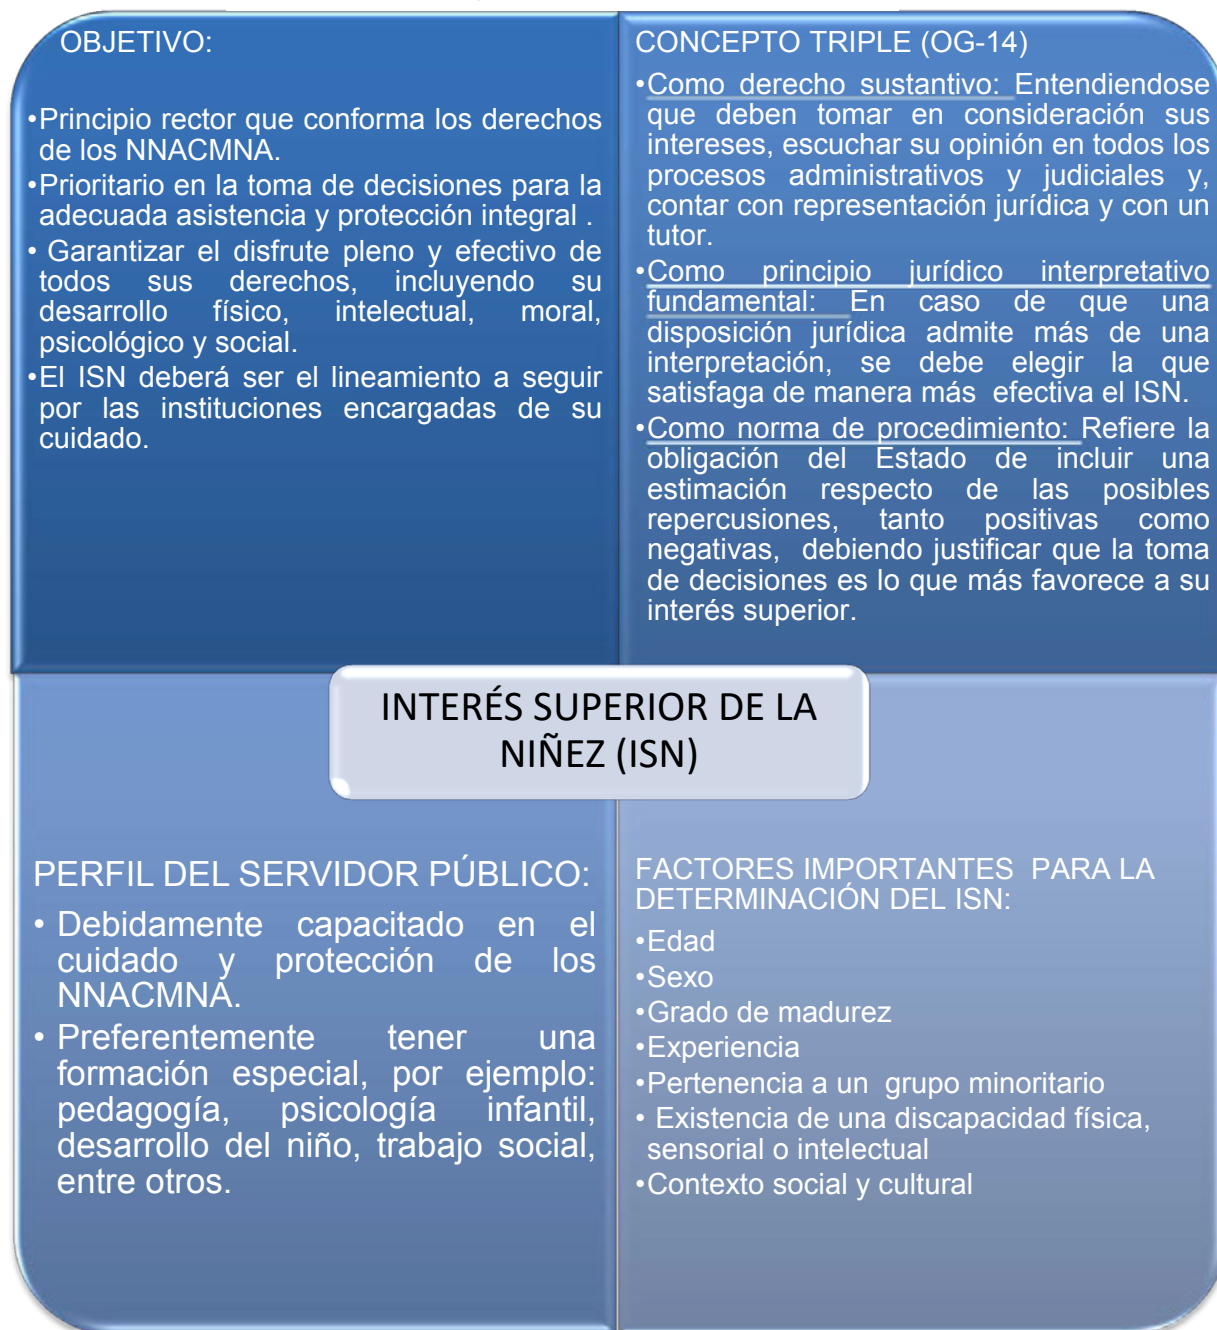 OBJETIVO:
•Principio rector que conforma los derechos
de los NNACMNA.
•Prioritario en la toma de decisiones para la
adecuada asistencia y protección integral .
• Garantizar el disfrute pleno y efectivo de
todos sus derechos, incluyendo su
desarrollo físico, intelectual, moral,
psicológico y social.
•El ISN deberá ser el lineamiento a seguir
por las instituciones encargadas de su
cuidado.
CONCEPTO TRIPLE (OG-14)
•Como derecho sustantivo: Entendiendose
que deben tomar en consideración sus
intereses, escuchar su opinión en todos los
procesos administrativos y judiciales y,
contar con representación jurídica y con un
tutor.
•Como principio jurídico interpretativo
fundamental: En caso de que una
disposición jurídica admite más de una
interpretación, se debe elegir la que
satisfaga de manera más efectiva el ISN.
•Como norma de procedimiento: Refiere la
obligación del Estado de incluir una
estimación respecto de las posibles
repercusiones, tanto positivas como
negativas, debiendo justificar que la toma
de decisiones es lo que más favorece a su
interés superior.
INTERÉS SUPERIOR DE LA
NIÑEZ (ISN)
PERFIL DEL SERVIDOR PÚBLICO:
• Debidamente capacitado en el
cuidado y protección de los
NNACMNA.
• Preferentemente tener una
formación especial, por ejemplo:
pedagogía, psicología infantil,
desarrollo del niño, trabajo social,
entre otros.
FACTORES IMPORTANTES PARA LA
DETERMINACIÓN DEL ISN:
•Edad
•Sexo
•Grado de madurez
•Experiencia
•Pertenencia a un grupo minoritario
• Existencia de una discapacidad física,
sensorial o intelectual
•Contexto social y cultural